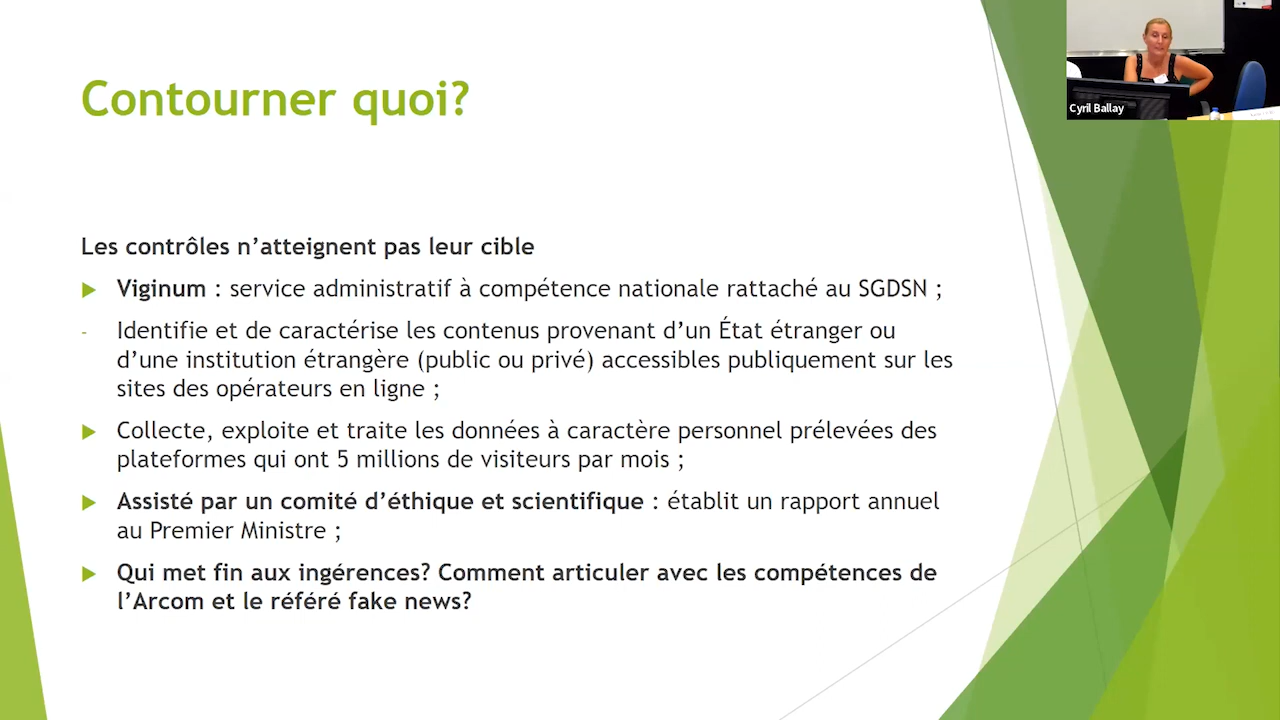 Contourner quoi?
Cyril Ballay
Les contrôles n’atteignent pas leur cible
Viginum : service administratif à compétence nationale rattaché au SGDSN ;
- Identifie et de caractérise les contenus provenant d’un État étranger ou
d’une institution étrangère (public ou privé) accessibles publiquement sur les
sites des opérateurs en ligne ;
Collecte, exploite et traite les données à caractère personnel prélevées des
plateformes qui ont 5 millions de visiteurs par mois ;
Assisté par un comité d’éthique et scientifique : établit un rapport annuel
au Premier Ministre ;
Qui met fin aux ingérences? Comment articuler avec les compétences de
l’Arcom et le référé fake news?